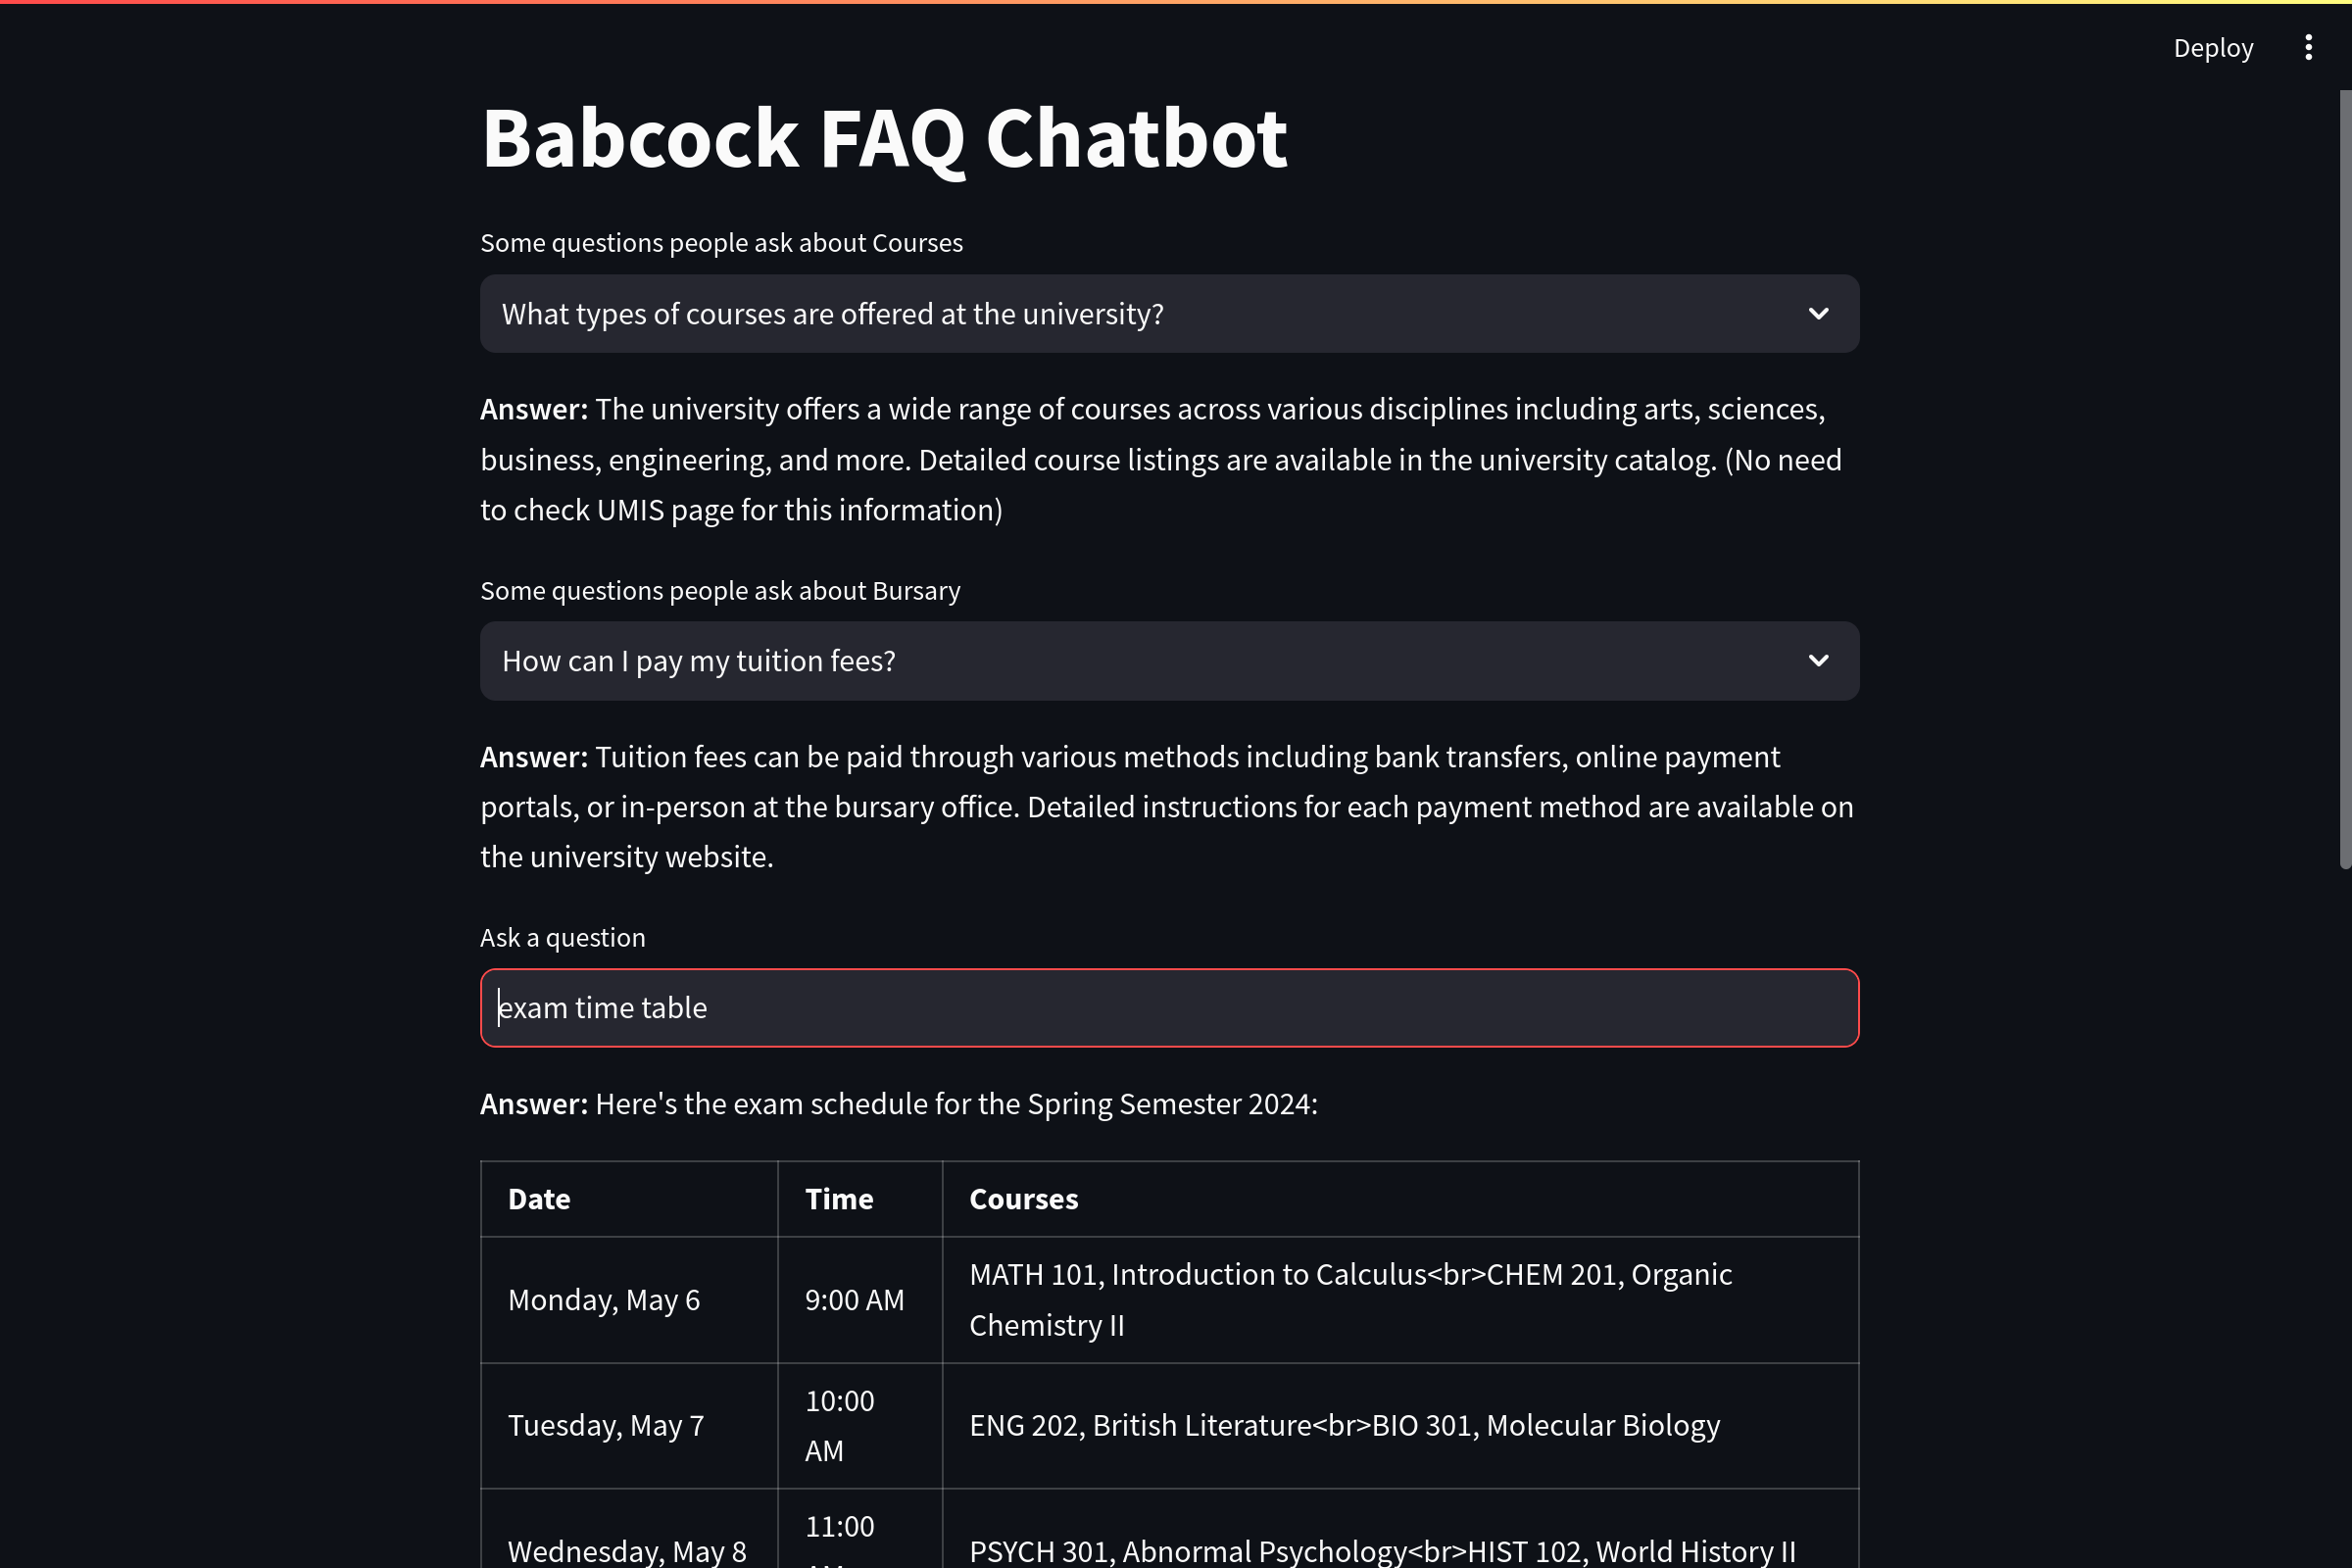 Deploy
Babcock FAQ Chatbot
Some questions people ask about Courses
What types of courses are offered at the university?
Answer: The university offers a wide range of courses across various disciplines including arts, sciences,
business, engineering, and more. Detailed course listings are available in the university catalog. (No need
to check UMIS page for this information)
Some questions people ask about Bursary
How can I pay my tuition fees?
Answer: Tuition fees can be paid through various methods including bank transfers, online payment
portals, or in-person at the bursary office. Detailed instructions for each payment method are available on
the university website.
Ask a question
exam time table
Answer: Here's the exam schedule for the Spring Semester 2024:
Date Time Courses
Monday, May 6 9:00 AM MATH 101, Introduction to Calculus<br>CHEM 201, Organic
Chemistry II
Tuesday, May 7 10:00
AM ENG 202, British Literature<br>BIO 301, Molecular Biology
Wednesday, May 8 11:00
AM PSYCH 301, Abnormal Psychology<br>HIST 102, World History II